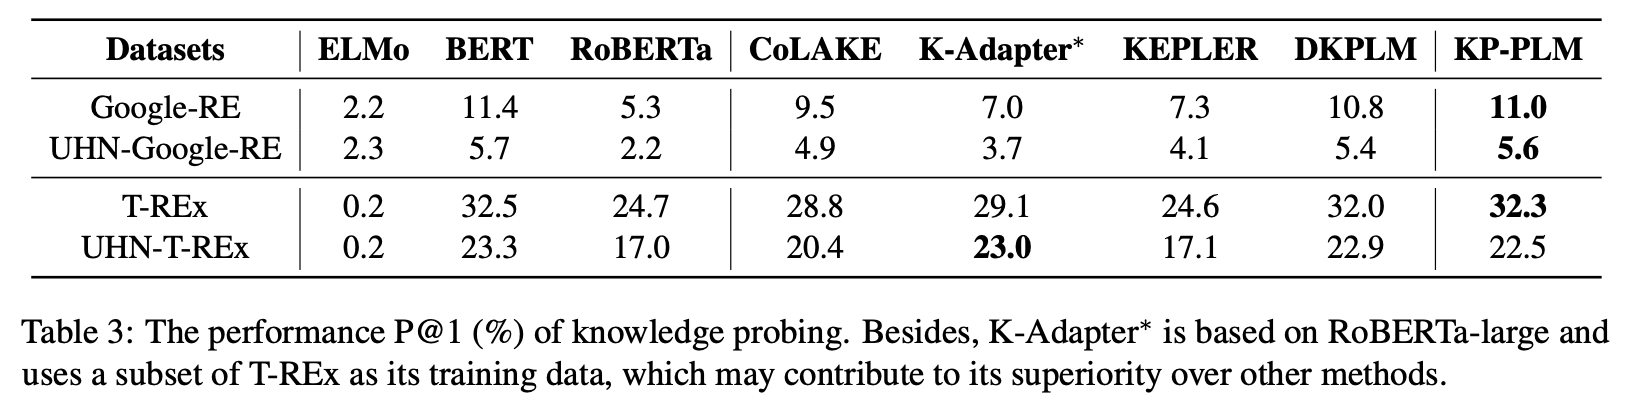 Datasets ELMo BERT RoBERTa CoLAKE K-Adapter* KEPLER DKPLM KP-PLM
Google-RE 2.2 11.4 5.3 9.5 7.0 7.3 10.8 11.0
UHN-Google-RE 2.3 5.7 2.2 4.9 3.7 4.1 5.4 5.6
T-REx 0.2 32.5 24.7 28.8 29.1 24.6 32.0 32.3
UHN-T-REx 0.2 23.3 17.0 20.4 23.0 17.1 22.9 22.5
Table 3: The performance P@1 (%) of knowledge probing. Besides, K-Adapter* is based on RoBERTa-large and
uses a subset of T-REx as its training data, which may contribute to its superiority over other methods.